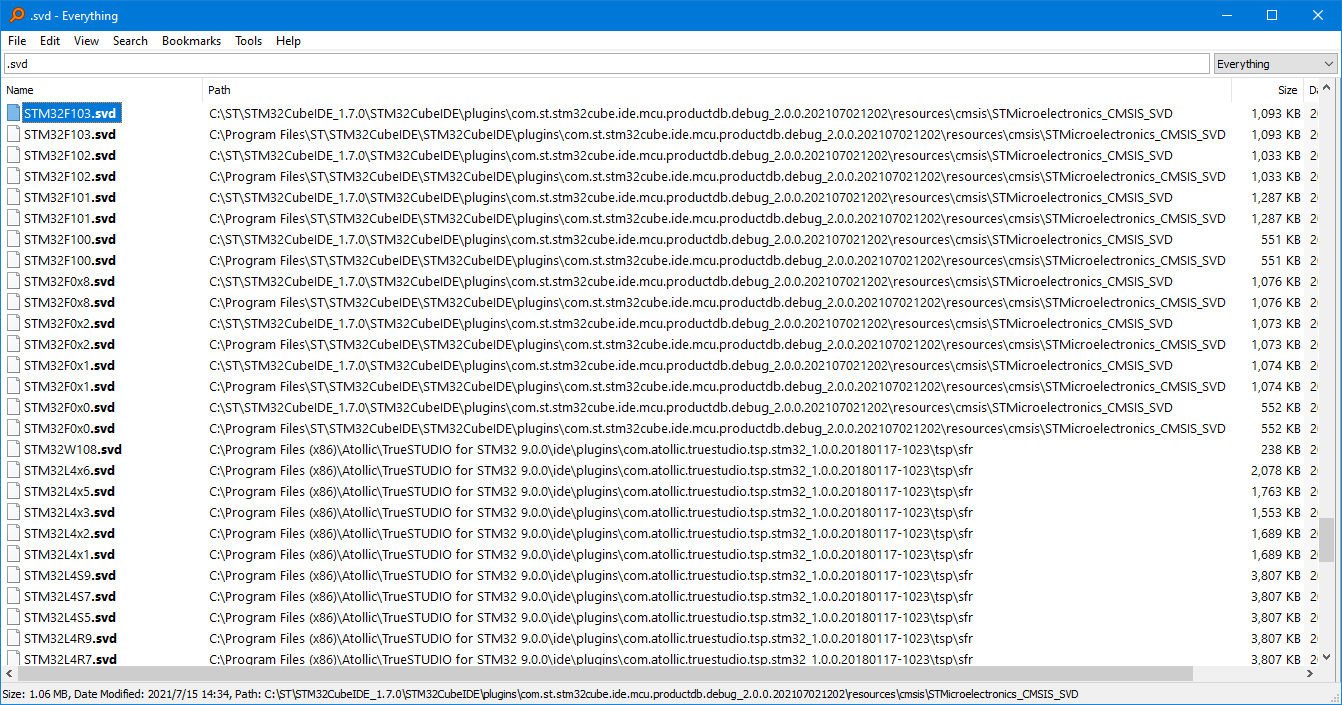 .svd - Everything
File Edit View Search Bookmarks Tools Help
.svd Everything
Name Path Size Da
STM32F103.svd C:\ST\STM32CubeIDE_1.7.0\STM32CubeIDE\plugins\com.st.stm32cube.ide.mcu.productdb.debug_2.0.0.202107021202\resources\cmsis\STMicroelectronics_CMSIS_SVD 1,093 KB 20
STM32F103.svd C:\Program Files\ST\STM32CubeIDE\STM32CubeIDE\plugins\com.st.stm32cube.ide.mcu.productdb.debug_2.0.0.202107021202\resources\cmsis\STMicroelectronics_CMSIS_SVD 1,093 KB 20
STM32F102.svd C:\ST\STM32CubeIDE_1.7.0\STM32CubeIDE\plugins\com.st.stm32cube.ide.mcu.productdb.debug_2.0.0.202107021202\resources\cmsis\STMicroelectronics_CMSIS_SVD 1,033 KB 20
STM32F102.svd C:\Program Files\ST\STM32CubeIDE\STM32CubeIDE\plugins\com.st.stm32cube.ide.mcu.productdb.debug_2.0.0.202107021202\resources\cmsis\STMicroelectronics_CMSIS_SVD 1,033 KB 20
STM32F101.svd C:\ST\STM32CubeIDE_1.7.0\STM32CubeIDE\plugins\com.st.stm32cube.ide.mcu.productdb.debug_2.0.0.202107021202\resources\cmsis\STMicroelectronics_CMSIS_SVD 1,287 KB 20
STM32F101.svd C:\Program Files\ST\STM32CubeIDE\STM32CubeIDE\plugins\com.st.stm32cube.ide.mcu.productdb.debug_2.0.0.202107021202\resources\cmsis\STMicroelectronics_CMSIS_SVD 1,287 KB 20
STM32F100.svd C:\ST\STM32CubeIDE_1.7.0\STM32CubeIDE\plugins\com.st.stm32cube.ide.mcu.productdb.debug_2.0.0.202107021202\resources\cmsis\STMicroelectronics_CMSIS_SVD 551 KB 20
STM32F100.svd C:\Program Files\ST\STM32CubeIDE\STM32CubeIDE\plugins\com.st.stm32cube.ide.mcu.productdb.debug_2.0.0.202107021202\resources\cmsis\STMicroelectronics_CMSIS_SVD 551 KB 20
STM32F0x8.svd C:\ST\STM32CubeIDE_1.7.0\STM32CubeIDE\plugins\com.st.stm32cube.ide.mcu.productdb.debug_2.0.0.202107021202\resources\cmsis\STMicroelectronics_CMSIS_SVD 1,076 KB 20
STM32F0x8.svd C:\Program Files\ST\STM32CubeIDE\STM32CubeIDE\plugins\com.st.stm32cube.ide.mcu.productdb.debug_2.0.0.202107021202\resources\cmsis\STMicroelectronics_CMSIS_SVD 1,076 KB 20
STM32F0x2.svd C:\ST\STM32CubeIDE_1.7.0\STM32CubeIDE\plugins\com.st.stm32cube.ide.mcu.productdb.debug_2.0.0.202107021202\resources\cmsis\STMicroelectronics_CMSIS_SVD 1,073 KB 20
STM32F0x2.svd C:\Program Files\ST\STM32CubeIDE\STM32CubeIDE\plugins\com.st.stm32cube.ide.mcu.productdb.debug_2.0.0.202107021202\resources\cmsis\STMicroelectronics_CMSIS_SVD 1,073 KB 20
STM32F0x1.svd C:\ST\STM32CubeIDE_1.7.0\STM32CubeIDE\plugins\com.st.stm32cube.ide.mcu.productdb.debug_2.0.0.202107021202\resources\cmsis\STMicroelectronics_CMSIS_SVD 1,074 KB 20
STM32F0x1.svd C:\Program Files\ST\STM32CubeIDE\STM32CubeIDE\plugins\com.st.stm32cube.ide.mcu.productdb.debug_2.0.0.202107021202\resources\cmsis\STMicroelectronics_CMSIS_SVD 1,074 KB 20
STM32F0x0.svd C:\ST\STM32CubeIDE_1.7.0\STM32CubeIDE\plugins\com.st.stm32cube.ide.mcu.productdb.debug_2.0.0.202107021202\resources\cmsis\STMicroelectronics_CMSIS_SVD 552 KB 20
STM32F0x0.svd C:\Program Files\ST\STM32CubeIDE\STM32CubeIDE\plugins\com.st.stm32cube.ide.mcu.productdb.debug_2.0.0.202107021202\resources\cmsis\STMicroelectronics_CMSIS_SVD 552 KB 20
STM32W108.svd C:\Program Files (x86)\Atollic\TrueSTUDIO for STM32 9.0.0\ide\plugins\com.atollic.truestudio.tsp.stm32_1.0.0.20180117-1023\tsp\sfr 238 KB 20
STM32L4x6.svd C:\Program Files (x86)\Atollic\TrueSTUDIO for STM32 9.0.0\ide\plugins\com.atollic.truestudio.tsp.stm32_1.0.0.20180117-1023\tsp\sfr 2,078 KB 20
STM32L4x5.svd C:\Program Files (x86)\Atollic\TrueSTUDIO for STM32 9.0.0\ide\plugins\com.atollic.truestudio.tsp.stm32_1.0.0.20180117-1023\tsp\sfr 1,763 KB 20
STM32L4x3.svd C:\Program Files (x86)\Atollic\TrueSTUDIO for STM32 9.0.0\ide\plugins\com.atollic.truestudio.tsp.stm32_1.0.0.20180117-1023\tsp\sfr 1,553 KB 20
STM32L4x2.svd C:\Program Files (x86)\Atollic\TrueSTUDIO for STM32 9.0.0\ide\plugins\com.atollic.truestudio.tsp.stm32_1.0.0.20180117-1023\tsp\sfr 1,689 KB 20
STM32L4x1.svd C:\Program Files (x86)\Atollic\TrueSTUDIO for STM32 9.0.0\ide\plugins\com.atollic.truestudio.tsp.stm32_1.0.0.20180117-1023\tsp\sfr 1,689 KB 20
STM32L4S9.svd C:\Program Files (x86)\Atollic\TrueSTUDIO for STM32 9.0.0\ide\plugins\com.atollic.truestudio.tsp.stm32_1.0.0.20180117-1023\tsp\sfr 3,807 KB 20
STM32L4S7.svd C:\Program Files (x86)\Atollic\TrueSTUDIO for STM32 9.0.0\ide\plugins\com.atollic.truestudio.tsp.stm32_1.0.0.20180117-1023\tsp\sfr 3,807 KB 20
STM32L4S5.svd C:\Program Files (x86)\Atollic\TrueSTUDIO for STM32 9.0.0\ide\plugins\com.atollic.truestudio.tsp.stm32_1.0.0.20180117-1023\tsp\sfr 3,807 KB 20
STM32L4R9.svd C:\Program Files (x86)\Atollic\TrueSTUDIO for STM32 9.0.0\ide\plugins\com.atollic.truestudio.tsp.stm32_1.0.0.20180117-1023\tsp\sfr 3,807 KB 20
STM32L4R7.svd C:\Program Files (x86)\Atollic\TrueSTUDIO for STM32 9.0.0\ide\plugins\com.atollic.truestudio.tsp.stm32_1.0.0.20180117-1023\tsp\sfr 3,807 KB 20
Size: 1.06 MB, Date Modified: 2021/7/15 14:34, Path: C:\ST\STM32CubeIDE_1.7.0\STM32CubeIDE\plugins\com.st.stm32cube.ide.mcu.productdb.debug_2.0.0.202107021202\resources\cmsis\STMicroelectronics_CMSIS_SVD